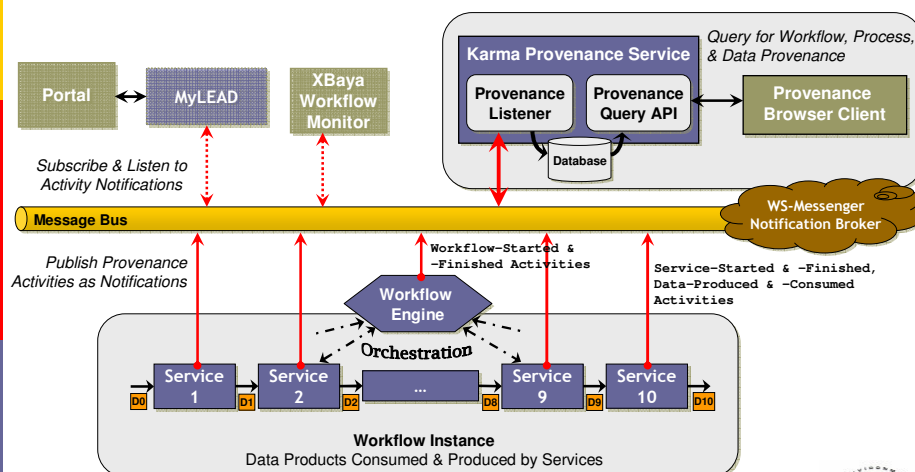 Karma Provenance Service
Query for Workflow, Process,
& Data Provenance
Portal
MyLEAD
XBaya
Workflow
Monitor
Provenance
Listener
Provenance
Query API
Provenance
Browser Client
Database
Subscribe & Listen to
Activity Notifications
Message Bus
WS-Messenger
Notification Broker
Publish Provenance
Activities as Notifications
Workflow-Started &
-Finished Activities
Service-Started & -Finished,
Data-Produced & -Consumed
Activities
Workflow
Engine
Orchestration
Service
1
Service
2
...
Service
9
Service
10
D0
D1
D2
D8
D9
D10
Workflow Instance
Data Products Consumed & Produced by Services